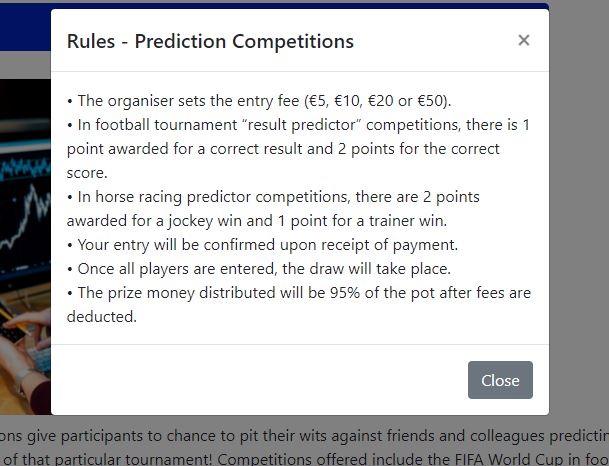 Rules - Prediction Competitions ×
• The organiser sets the entry fee (€5, €10, €20 or €50).
• In football tournament “result predictor” competitions, there is 1
point awarded for a correct result and 2 points for the correct
score.
• In horse racing predictor competitions, there are 2 points
awarded for a jockey win and 1 point for a trainer win.
• Your entry will be confirmed upon receipt of payment.
• Once all players are entered, the draw will take place.
• The prize money distributed will be 95% of the pot after fees are
deducted.
Close
ons give participants to chance to pit their wits against friends and colleagues predictin
of that particular tournament! Competitions offered include the FIFA World Cup in foo